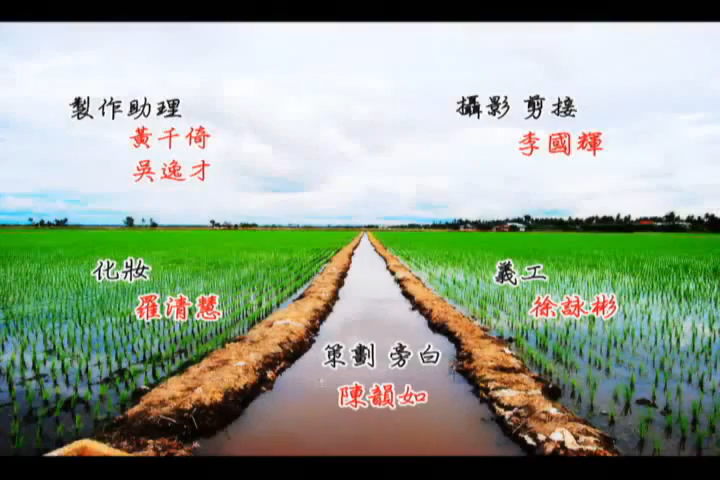 製作助理
黃千倚
吳逸才
攝影 剪接
李國輝
化妝
羅清慧
義工
徐詠彬
策劃 旁白
陳韻如